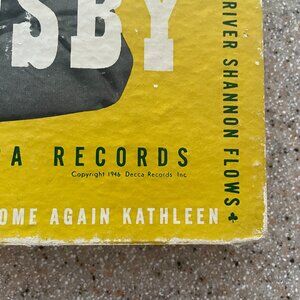 SBY
A RECORDS
Copyright 1946 Decca Records Inc
OME AGAIN KATHLEEN
RIVER SHANNON FLOWS